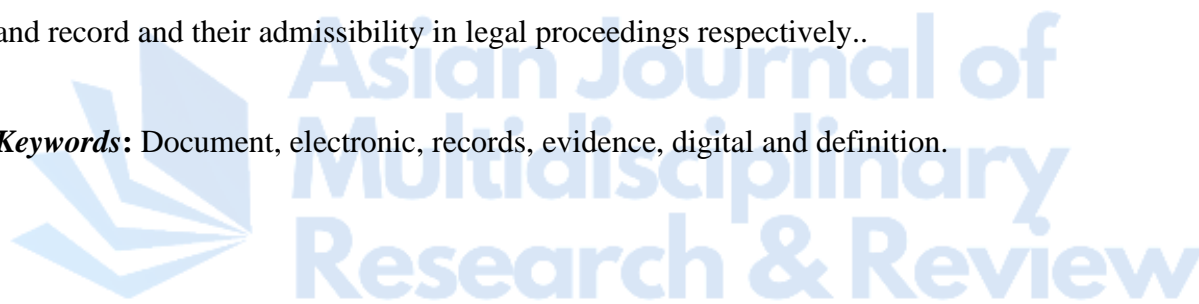 and record and their admissibility in legal proceedings respectively..
Asian Journal of
Keywords: Document, electronic, records, evidence, digital and definition.
Multidisciplinary
Research & Review